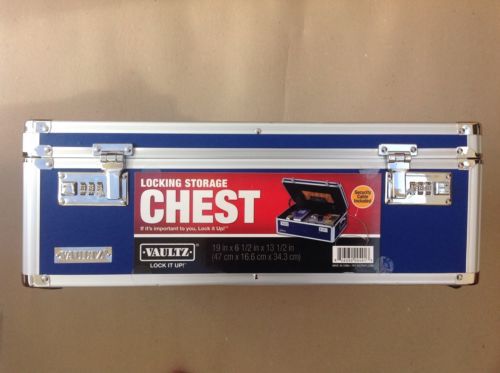 LOCKING STORAGE
CHEST
If it's important to you. Lock it Up!
Security
Cable
Included!
VAULTZ
LOCK IT UP!
19 in x 6 1/2 in x 13 1/2 in
(47 cm x 16.6 cm x 34.3 cm)
VAULTZ